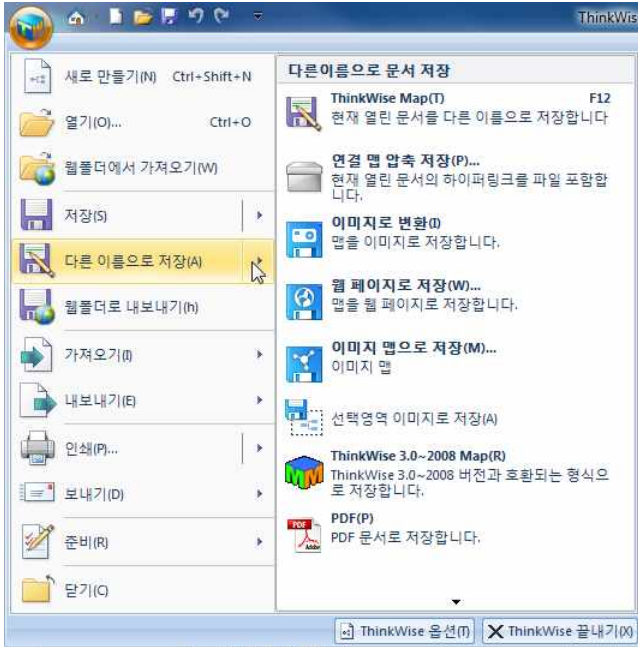 ThinkWis
새로 만들기(N) Ctrl+Shift+N
열기(O)... Ctrl+O
웹폴더에서 가져오기(W)
저장(S)
다른 이름으로 저장(A)
웹폴더로 내보내기(h)
가져오기(I)
내보내기(E)
인쇄(P)...
보내기(D)
준비(R)
닫기(C)
다른이름으로 문서 저장
ThinkWise Map(T) F12
현재 열린 문서를 다른 이름으로 저장합니다
연결 맵 압축 저장(P)...
현재 열린 문서의 하이퍼링크를 파일 포함합
니다.
이미지로 변환(I)
맵을 이미지로 저장합니다.
웹 페이지로 저장(W)...
맵을 웹 페이지로 저장합니다.
이미지 맵으로 저장(M)...
이미지 맵
선택영역 이미지로 저장(A)
ThinkWise 3.0~2008 Map(R)
ThinkWise 3.0~2008 버전과 호환되는 형식으
로 저장합니다.
PDF(P)
PDF 문서로 저장합니다.
PDF
Adobe
ThinkWise 옵션(T) ThinkWise 끝내기(X)